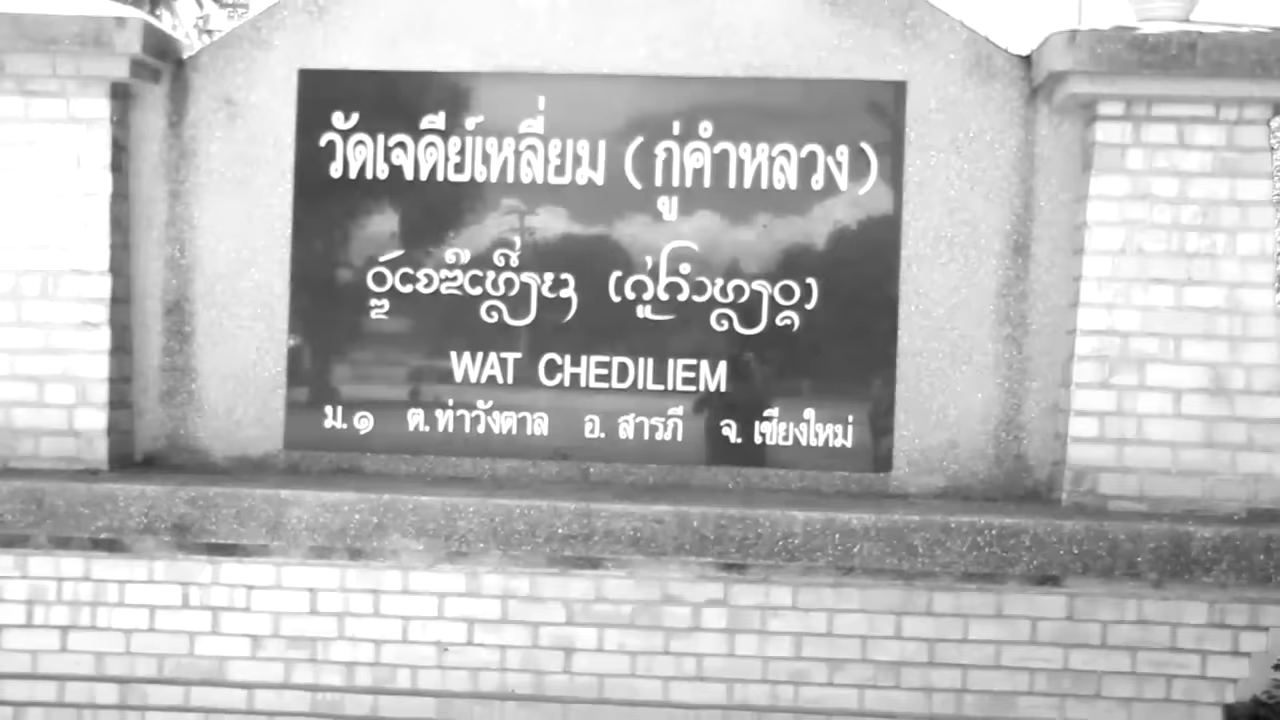 วัดเจดีย์เหลี่ยม (กู่คำหลวง)
WAT CHEDILIEM
ม.๑ ต.ท่าวังตาล อ. สารภี จ. เชียงใหม่